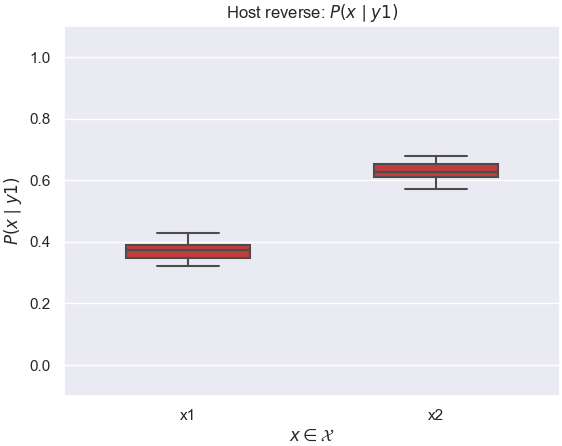 Host reverse: P(x | y1)
P(x | y1)
1.0
0.8
0.6
0.4
0.2
0.0
x1 x2
x ∈ 𝒳